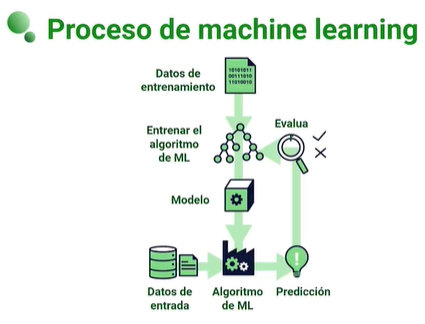 Proceso de machine learning
10101011
00111010
11010010
Datos de
entrenamiento
Entrenar el
algoritmo
de ML
Evalua
Modelo
Datos de
entrada
Algoritmo
de ML
Predicción